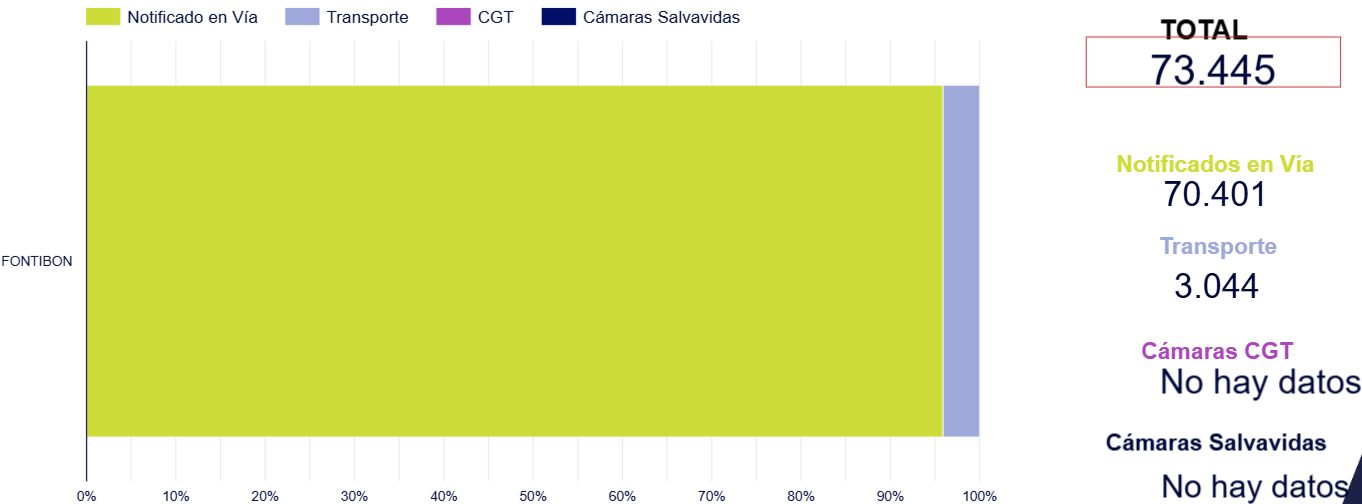 Notificado en Vía Transporte CGT Cámaras Salvavidas
FONTIBON
0% 10% 20% 30% 40% 50% 60% 70% 80% 90% 100%
TOTAL
73.445
Notificados en Vía
70.401
Transporte
3.044
Cámaras CGT
No hay datos
Cámaras Salvavidas
No hay datos